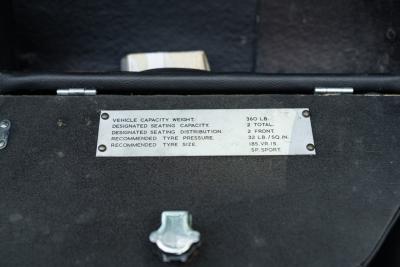 VEHICLE CAPACITY WEIGHT. 360 LB.
DESIGNATED SEATING CAPACITY. 2 TOTAL.
DESIGNATED SEATING DISTRIBUTION. 2 FRONT.
RECOMMENDED TYRE PRESSURE. 32 LB./SQ.IN.
RECOMMENDED TYRE SIZE. 185.VR.15.
SP.SPORT.